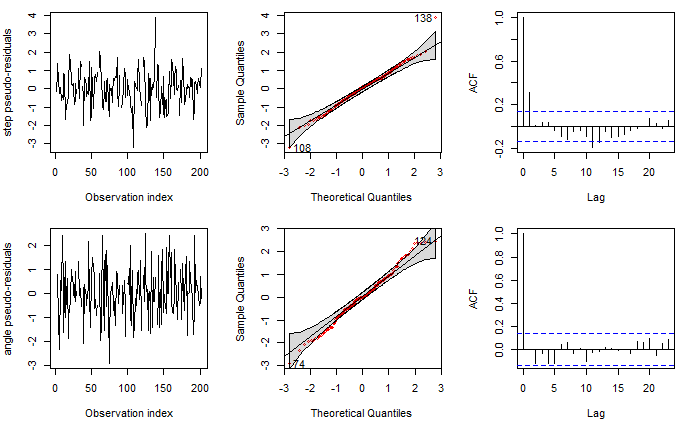 step pseudo-residuals
4
3
2
1
0
-1
-2
-3
0 50 100 150 200
Observation index
Sample Quantiles
4
3
2
1
0
-1
-2
-3
138
108
-3 -2 -1 0 1 2 3
Theoretical Quantiles
ACF
1.0
0.6
0.2
-0.2
0 5 10 15 20
Lag
angle pseudo-residuals
2
1
0
-1
-2
-3
0 50 100 150 200
Observation index
Sample Quantiles
3
2
1
0
-1
-2
-3
124
74
-3 -2 -1 0 1 2 3
Theoretical Quantiles
ACF
1.0
0.8
0.6
0.4
0.2
0.0
0 5 10 15 20
Lag